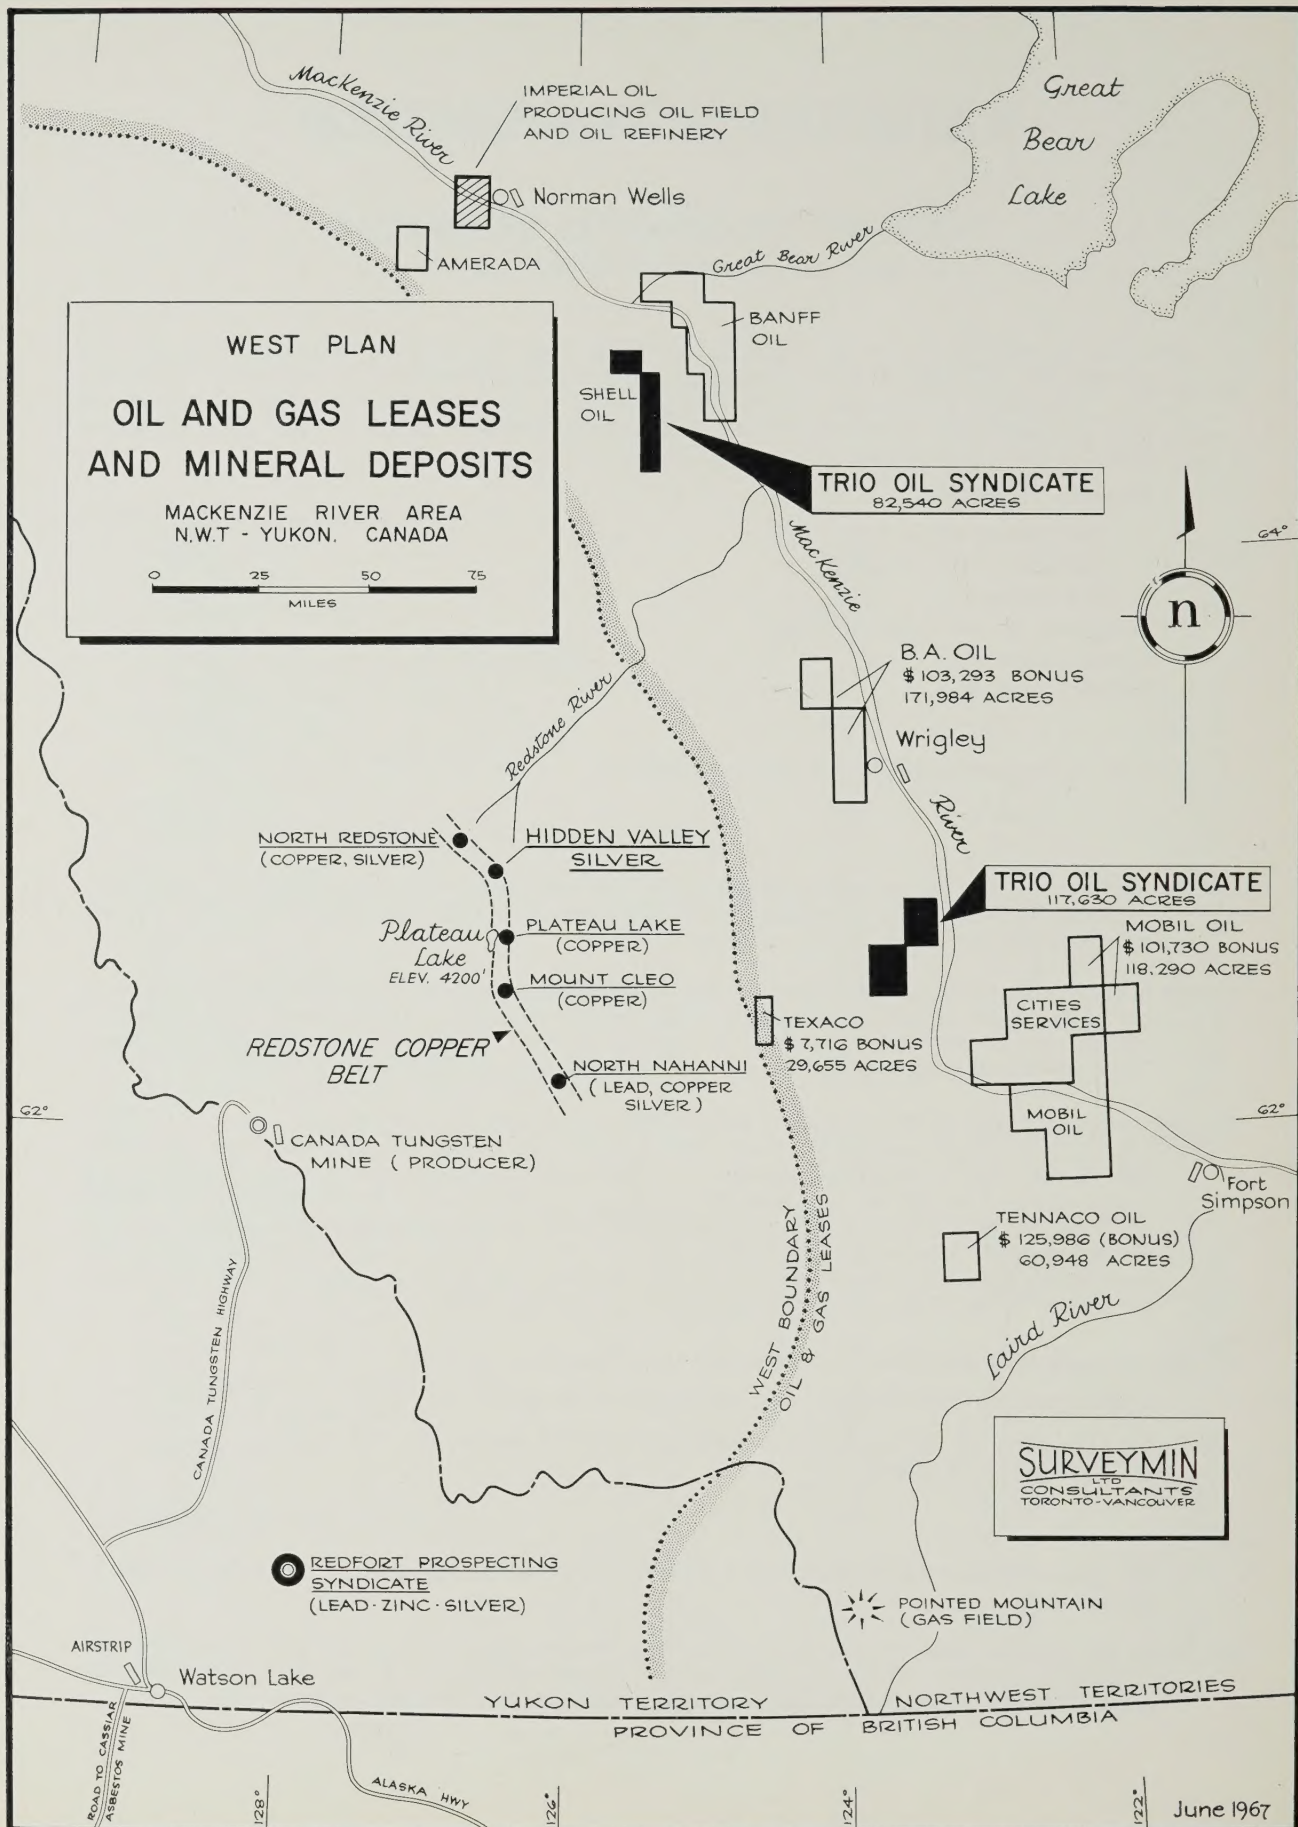 MacKenzie River
IMPERIAL OIL
PRODUCING OIL FIELD
AND OIL REFINERY
Great
Bear
Lake
Norman Wells
AMERADA
Great Bear River
BANFF
OIL
WEST PLAN
OIL AND GAS LEASES
AND MINERAL DEPOSITS
MACKENZIE RIVER AREA
N.W.T - YUKON. CANADA
0 25 50 75
MILES
SHELL
OIL
TRIO OIL SYNDICATE
82,540 ACRES
64°
n
MacKenzie
River
B.A. OIL
$ 103,293 BONUS
171,984 ACRES
Wrigley
Redstone River
NORTH REDSTONE
(COPPER, SILVER)
HIDDEN VALLEY
SILVER
Plateau
Lake
ELEV. 4200'
PLATEAU LAKE
(COPPER)
MOUNT CLEO
(COPPER)
REDSTONE COPPER
BELT
NORTH NAHANNI
( LEAD, COPPER
SILVER )
TRIO OIL SYNDICATE
117,630 ACRES
MOBIL OIL
$ 101,730 BONUS
118.290 ACRES
CITIES
SERVICES
TEXACO
$ 7,716 BONUS
29,655 ACRES
MOBIL
OIL
62°
62°
CANADA TUNGSTEN
MINE ( PRODUCER)
Fort
Simpson
TENNACO OIL
$ 125,986 (BONUS)
60,948 ACRES
WEST BOUNDARY
OIL & GAS LEASES
CANADA TUNGSTEN HIGHWAY
Laird River
SURVEYMIN
LTD
CONSULTANTS
TORONTO-VANCOUVER
REDFORT PROSPECTING
SYNDICATE
(LEAD·ZINC·SILVER)
POINTED MOUNTAIN
(GAS FIELD)
AIRSTRIP
Watson Lake
YUKON TERRITORY
NORTHWEST TERRITORIES
PROVINCE OF BRITISH COLUMBIA
ROAD TO CASSIAR
ASBESTOS MINE
ALASKA HWY
128°
126°
124°
122°
June 1967